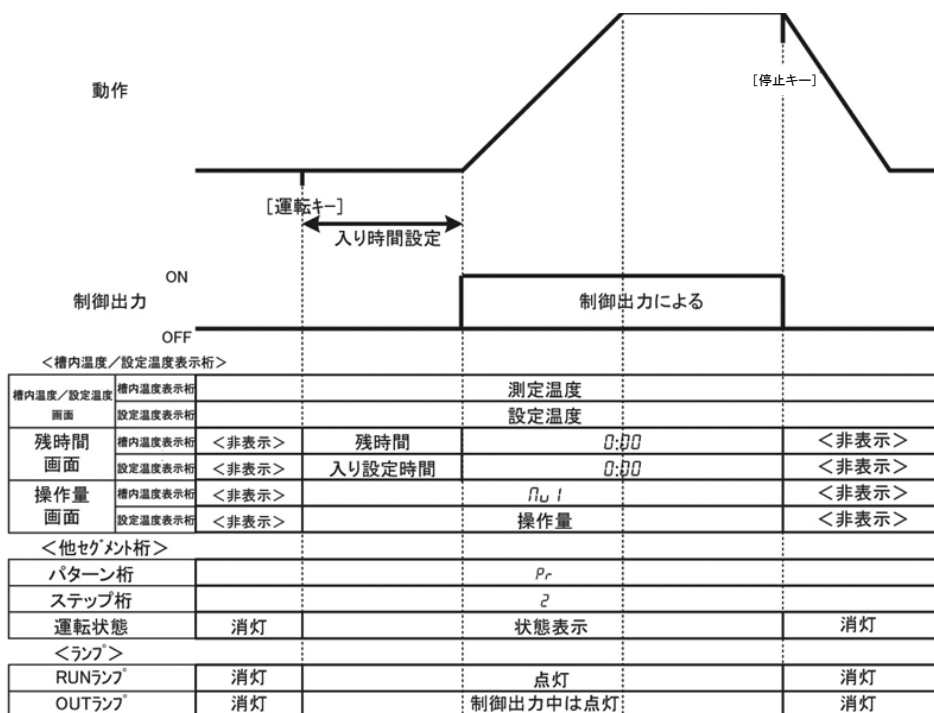 動作
[停止キー]
[運転キー]
入り時間設定
ON
制御出力
制御出力による
OFF
<槽内温度/設定温度表示桁>
槽内温度/設定温度画面 槽内温度表示桁 測定温度
設定温度表示桁 設定温度
残時間画面 槽内温度表示桁 <非表示> 残時間 0:00 <非表示>
設定温度表示桁 <非表示> 入り設定時間 0:00 <非表示>
操作量画面 槽内温度表示桁 <非表示> nu1 <非表示>
設定温度表示桁 <非表示> 操作量 <非表示>
<他セグメント桁>
パターン桁 Pr
ステップ桁 2
運転状態 消灯 状態表示 消灯
<ランプ>
RUNランプ 消灯 点灯 消灯
OUTランプ 消灯 制御出力中は点灯 消灯